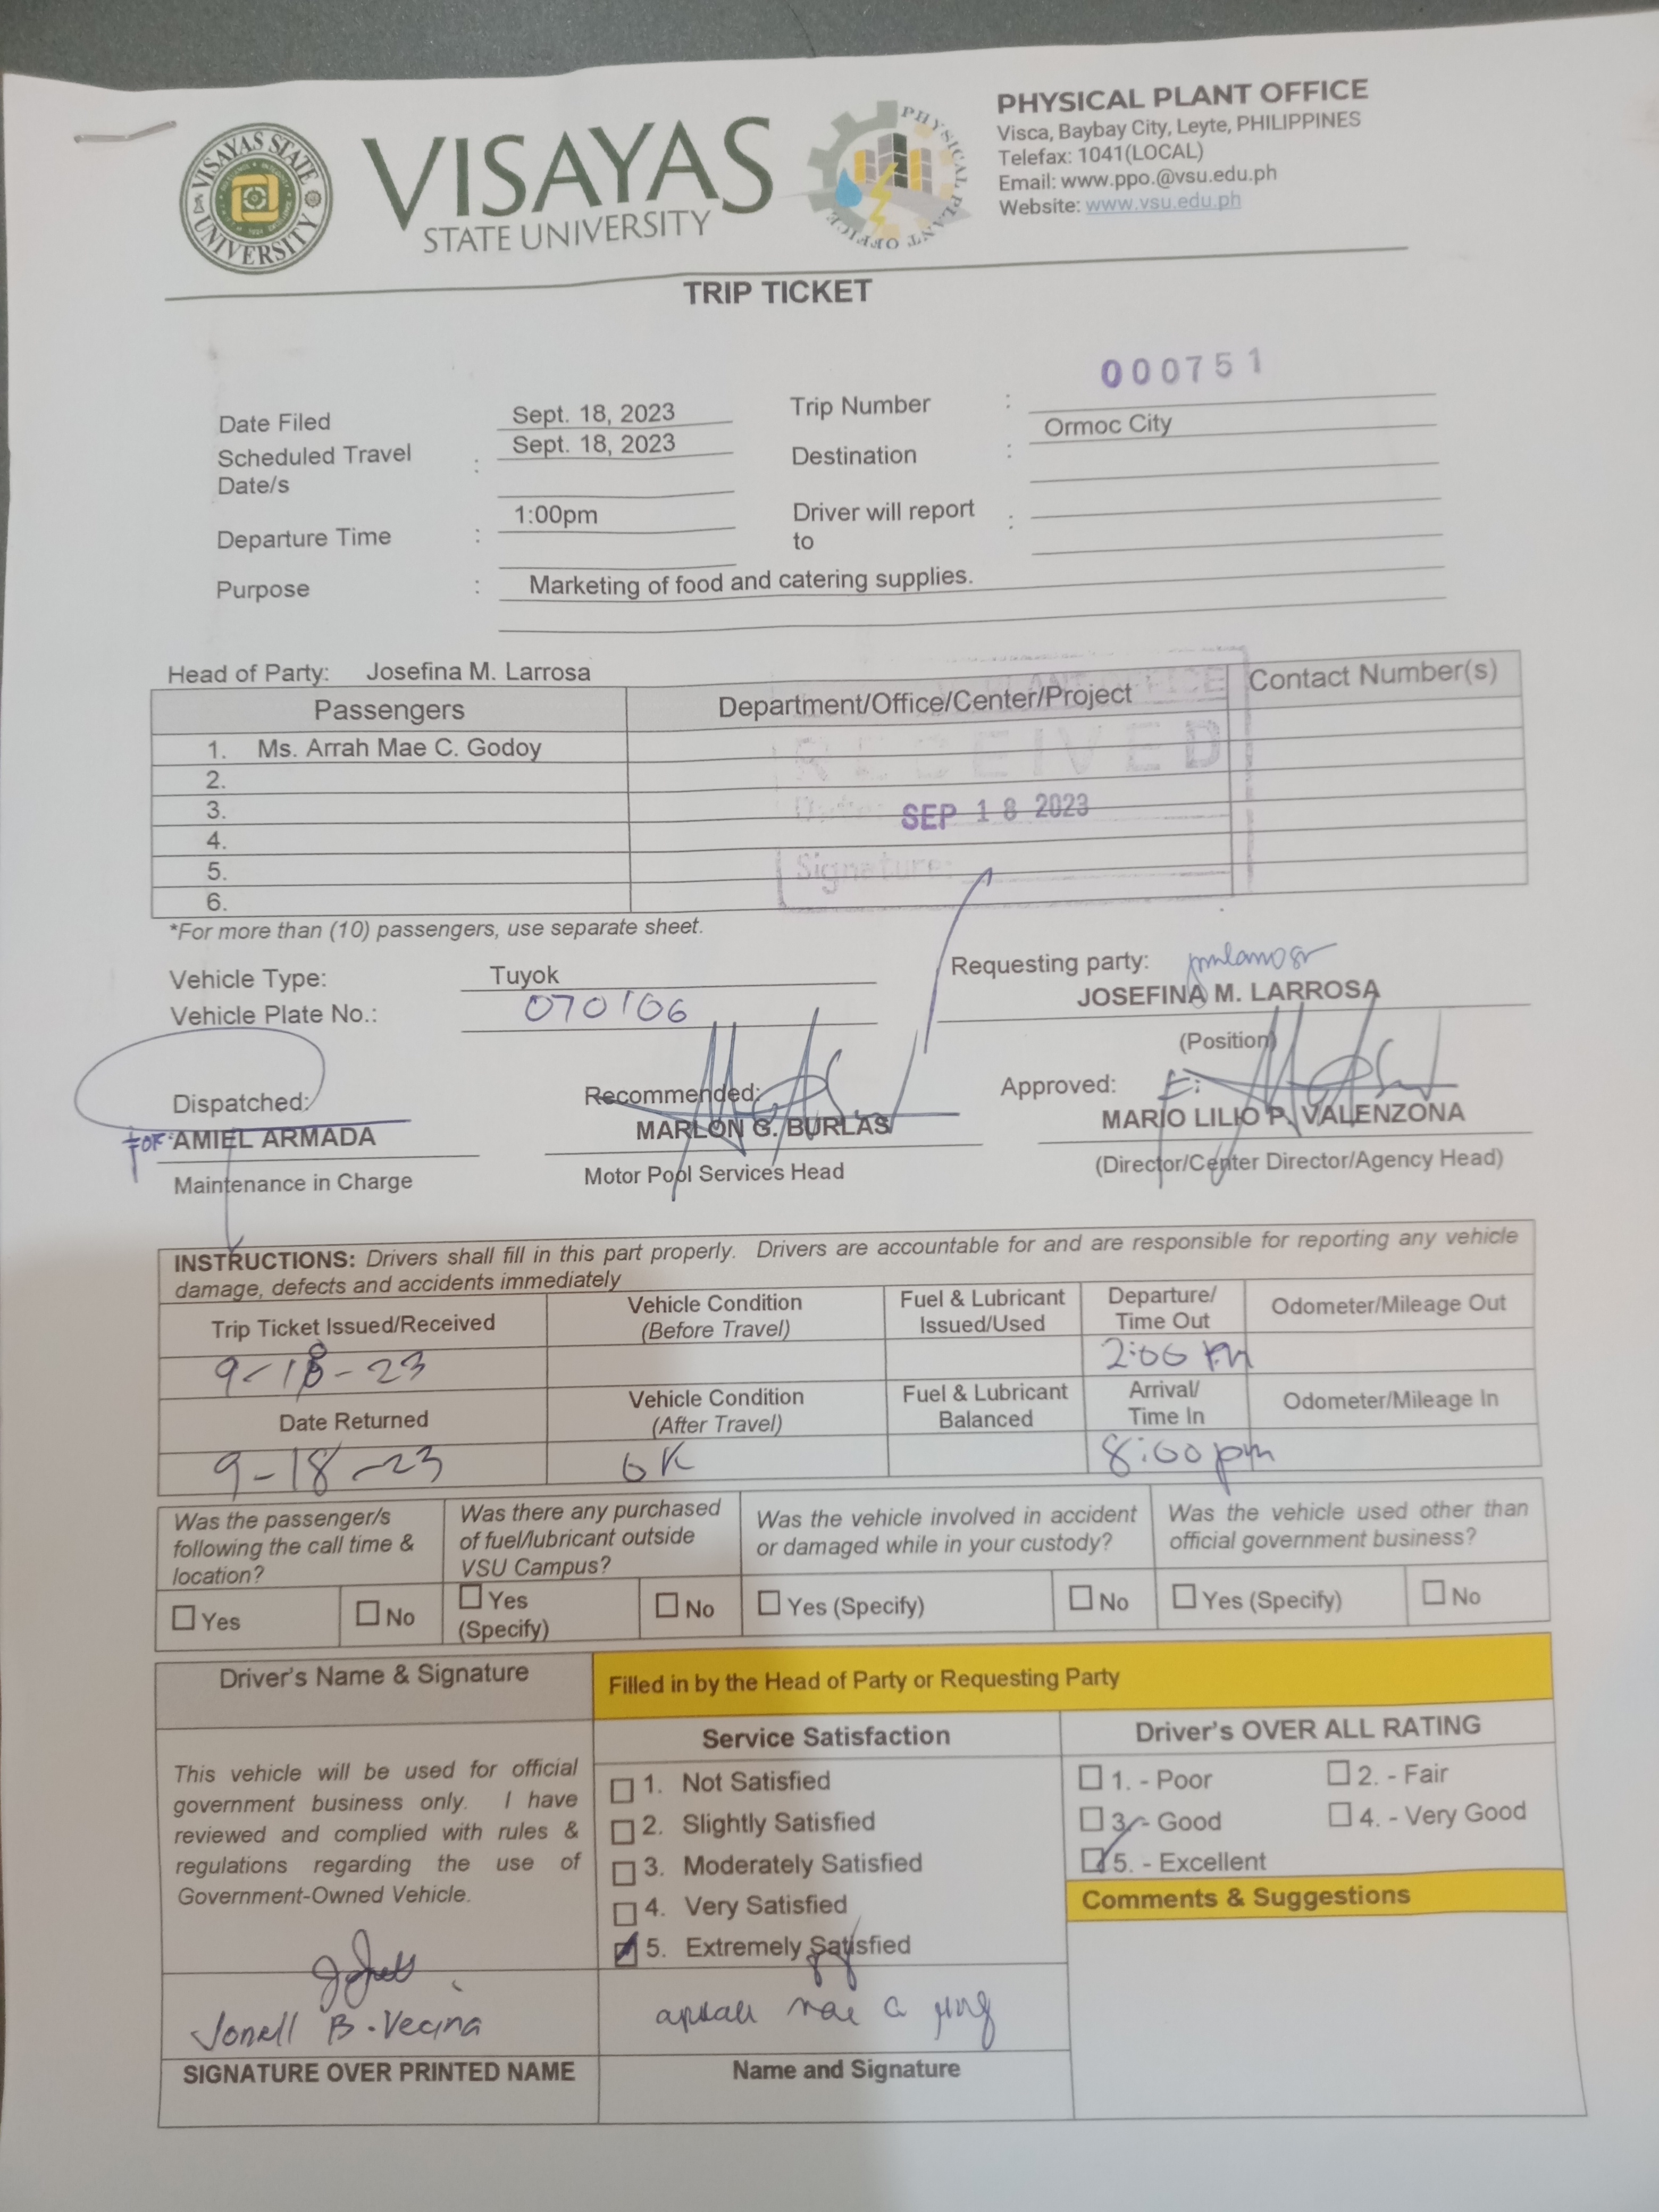 VISAYAS STATE UNIVERSITY
VISAYAS
STATE UNIVERSITY
PHYSICAL PLANT OFFICE
PHYSICAL PLANT OFFICE
Visca, Baybay City, Leyte, PHILIPPINES
Telefax: 1041(LOCAL)
Email: www.ppo.@vsu.edu.ph
Website: www.vsu.edu.ph
TRIP TICKET
Date Filed Sept. 18, 2023 Trip Number : 000751
Scheduled Travel Date/s : Sept. 18, 2023 Destination : Ormoc City
Departure Time : 1:00pm Driver will report to :
Purpose : Marketing of food and catering supplies.
Head of Party: Josefina M. Larrosa
Passengers Department/Office/Center/Project Contact Number(s)
1. Ms. Arrah Mae C. Godoy
2.
3.
4.
5.
6.
PLANT OFFICE
RECEIVED
Date: SEP 18 2023
Signature:
*For more than (10) passengers, use separate sheet.
Vehicle Type: Tuyok
Vehicle Plate No.: 070106
Requesting party:
JOSEFINA M. LARROSA
(Position)
Dispatched: Recommended: Approved:
FOR AMIEL ARMADA MARLON G. BURLAS MARIO LILIO P. VALENZONA
Maintenance in Charge Motor Pool Services Head (Director/Center Director/Agency Head)
INSTRUCTIONS: Drivers shall fill in this part properly. Drivers are accountable for and are responsible for reporting any vehicle
damage, defects and accidents immediately
Trip Ticket Issued/Received Vehicle Condition (Before Travel) Fuel & Lubricant Issued/Used Departure/ Time Out Odometer/Mileage Out
9-18-23 2:00 PM
Date Returned Vehicle Condition (After Travel) Fuel & Lubricant Balanced Arrival/ Time In Odometer/Mileage In
9-18-23 OK 8:00 pm
Was the passenger/s following the call time & location?
Was there any purchased of fuel/lubricant outside VSU Campus?
Was the vehicle involved in accident or damaged while in your custody?
Was the vehicle used other than official government business?
Yes No Yes (Specify) No Yes (Specify) No Yes (Specify) No
Driver's Name & Signature
Filled in by the Head of Party or Requesting Party
This vehicle will be used for official
government business only. I have
reviewed and complied with rules &
regulations regarding the use of
Government-Owned Vehicle.
Jonell B. Vecina
SIGNATURE OVER PRINTED NAME
Service Satisfaction
1. Not Satisfied
2. Slightly Satisfied
3. Moderately Satisfied
4. Very Satisfied
5. Extremely Satisfied
Name and Signature
Driver's OVER ALL RATING
1. - Poor 2. - Fair
3. - Good 4. - Very Good
5. - Excellent
Comments & Suggestions